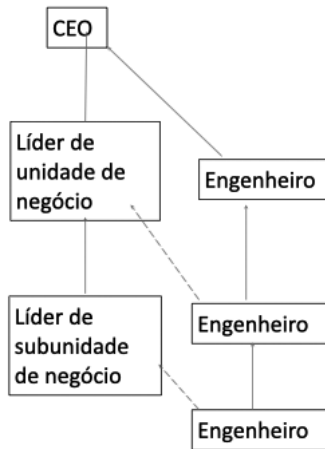 CEO
Líder de
unidade de
negócio
Engenheiro
Líder de
subunidade
de negócio
Engenheiro
Engenheiro